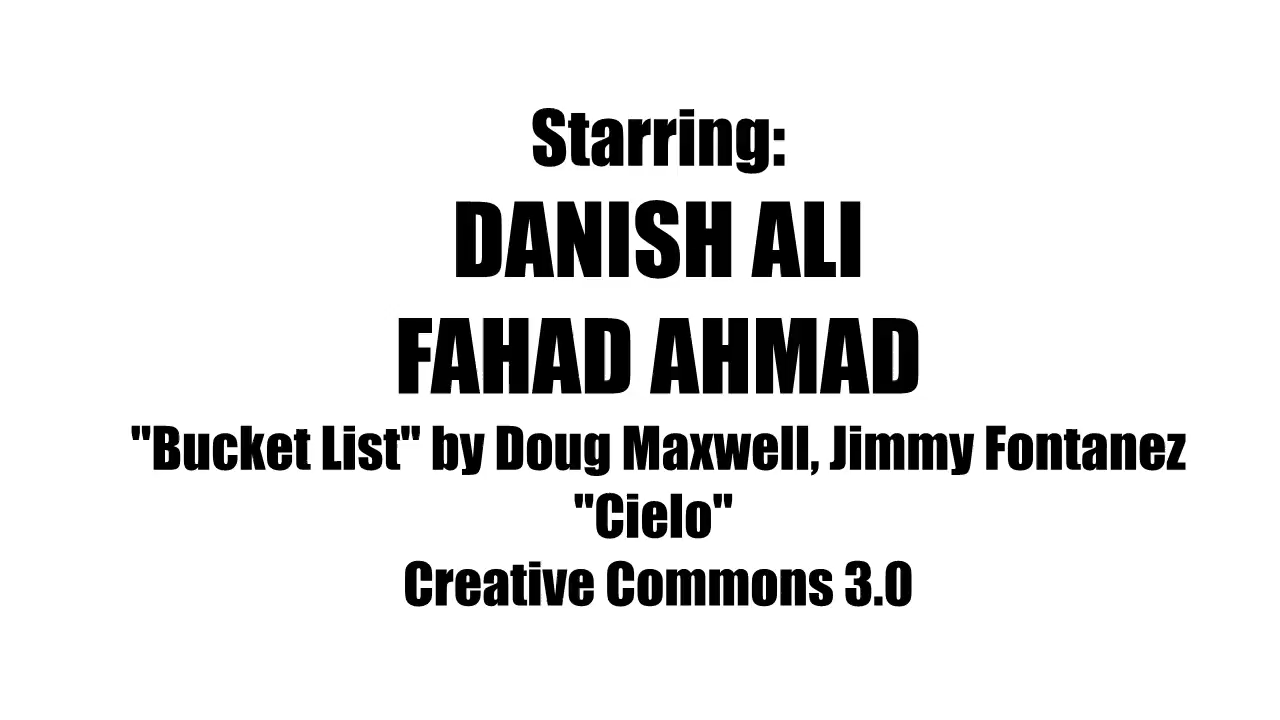 Starring:
DANISH ALI
FAHAD AHMAD
"Bucket List" by Doug Maxwell, Jimmy Fontanez
"Cielo"
Creative Commons 3.0